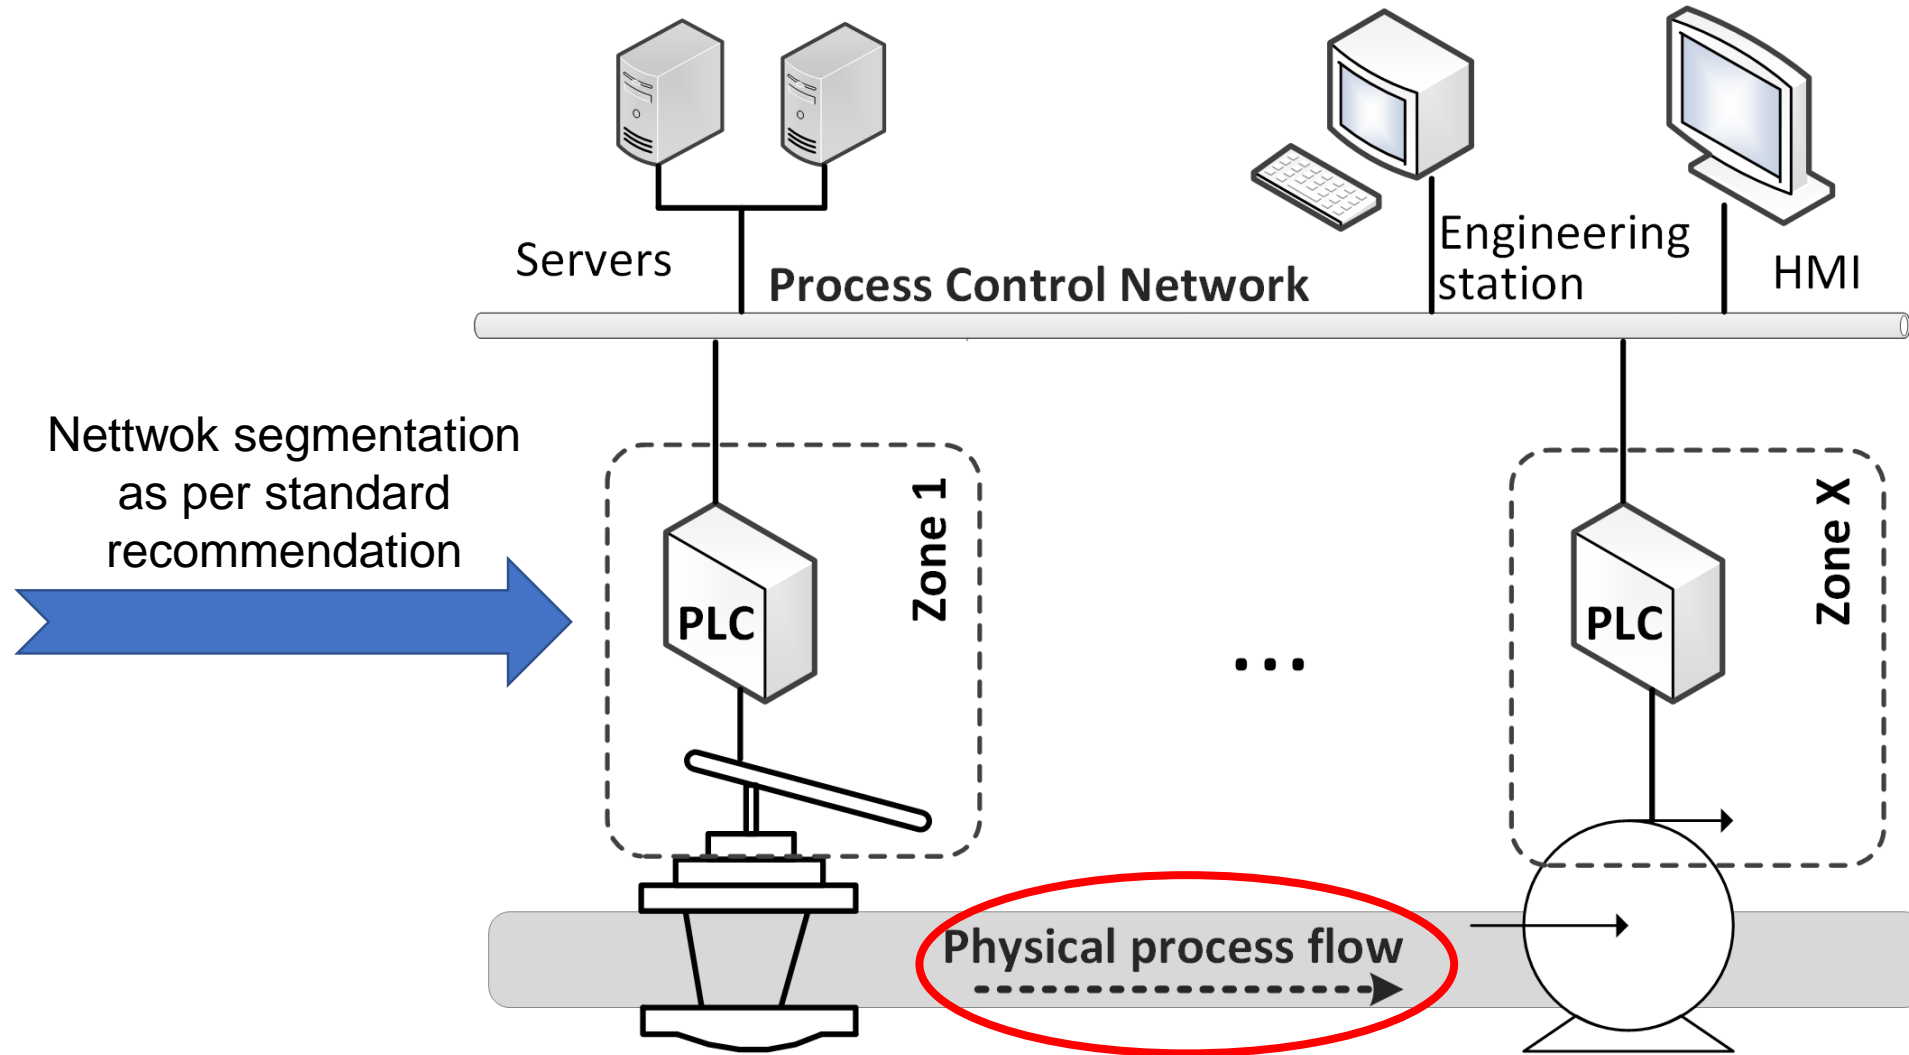 Servers
Process Control Network
Engineering
station
HMI
Nettwok segmentation
as per standard
recommendation
PLC
Zone 1
...
PLC
Zone X
Physical process flow